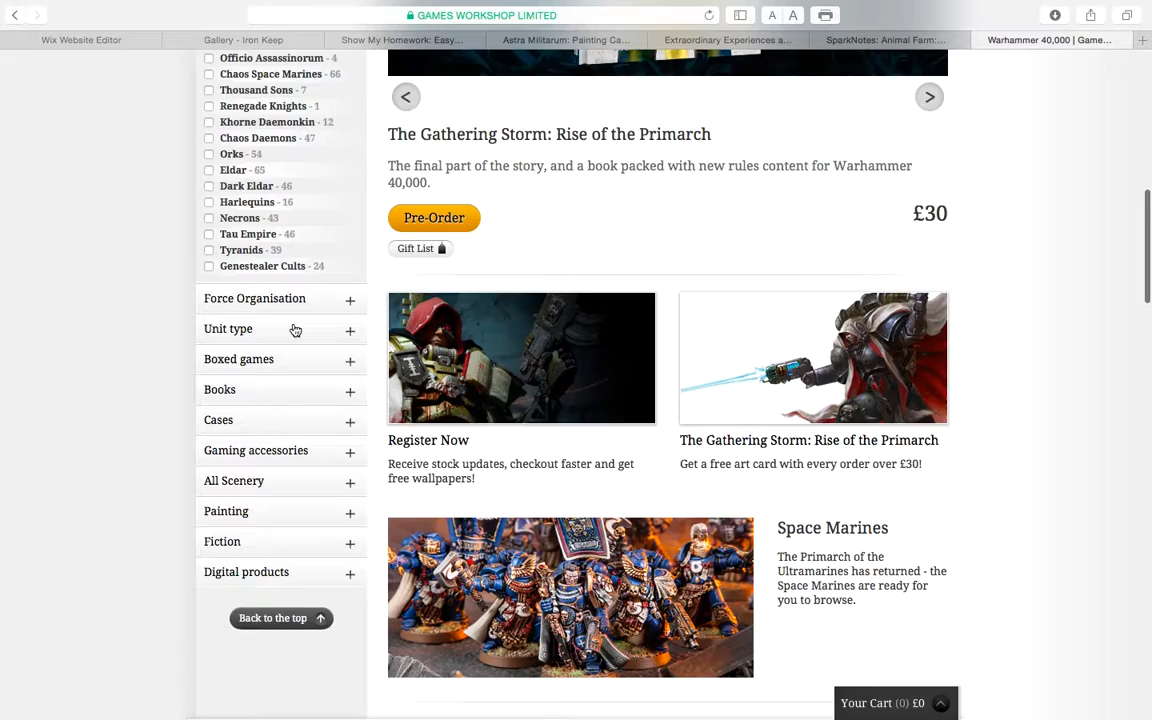 GAMES WORKSHOP LIMITED
A A
Wix Website Editor
Gallery - Iron Keep
Show My Homework: Easy...
Astra Militarum: Painting Ca...
Extraordinary Experiences a...
SparkNotes: Animal Farm:...
Warhammer 40,000 | Game...
Officio Assassinorum - 4
Chaos Space Marines - 66
Thousand Sons - 7
Renegade Knights - 1
Khorne Daemonkin - 12
Chaos Daemons - 47
Orks - 54
Eldar - 65
Dark Eldar - 46
Harlequins - 16
Necrons - 43
Tau Empire - 46
Tyranids - 39
Genestealer Cults - 24
Force Organisation +
Unit type +
Boxed games +
Books +
Cases +
Gaming accessories +
All Scenery +
Painting +
Fiction +
Digital products +
Back to the top
< >
The Gathering Storm: Rise of the Primarch
The final part of the story, and a book packed with new rules content for Warhammer
40,000.
Pre-Order
£30
Gift List
Register Now
Receive stock updates, checkout faster and get
free wallpapers!
The Gathering Storm: Rise of the Primarch
Get a free art card with every order over £30!
Space Marines
The Primarch of the
Ultramarines has returned - the
Space Marines are ready for
you to browse.
Your Cart (0) £0